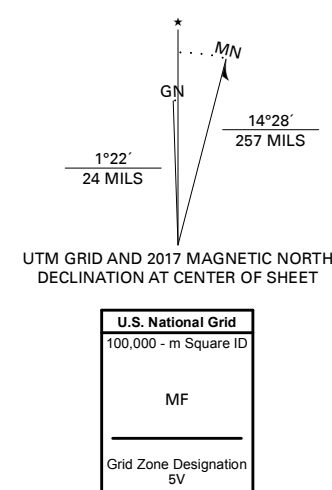 ★
MN
GN
14°28´
257 MILS
1°22´
24 MILS
UTM GRID AND 2017 MAGNETIC NORTH
DECLINATION AT CENTER OF SHEET
U.S. National Grid
100,000 - m Square ID
MF
Grid Zone Designation
5V